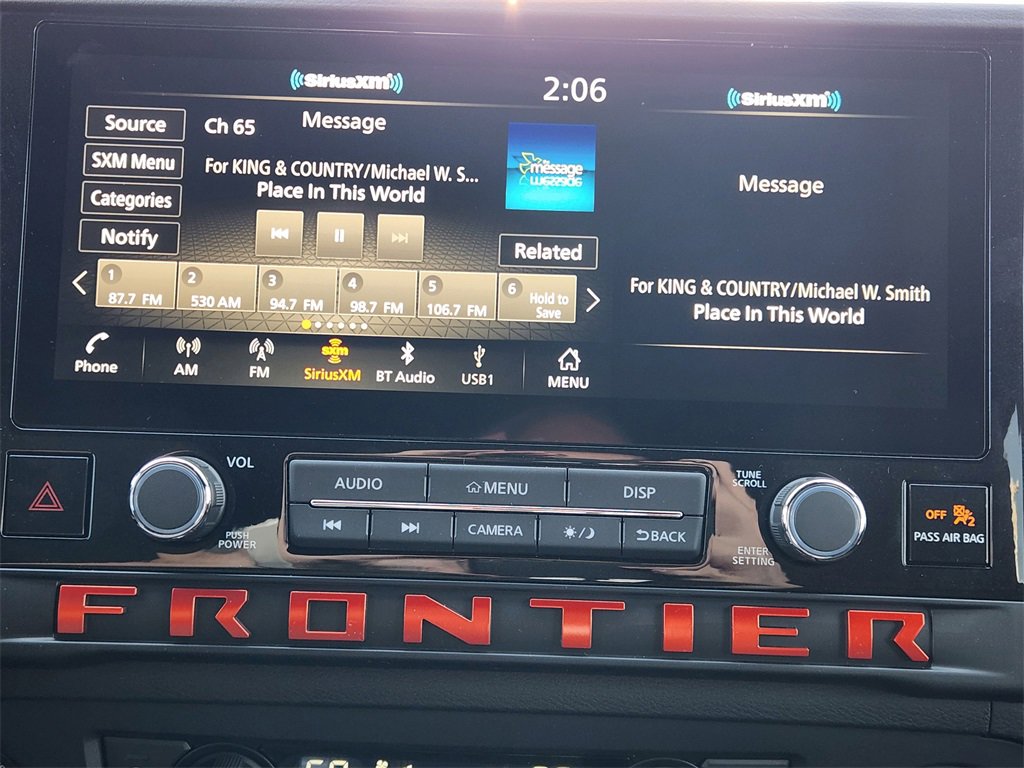 SiriusXM
2:06
SiriusXM
Source
Ch 65
Message
SXM Menu
For KING & COUNTRY/Michael W. S...
Place In This World
the message
Message
Categories
Notify
Related
1
87.7 FM
2
530 AM
3
94.7 FM
4
98.7 FM
5
106.7 FM
6
Hold to
Save
For KING & COUNTRY/Michael W. Smith
Place In This World
Phone
AM
FM
sxm
SiriusXM
BT Audio
USB1
MENU
VOL
PUSH
POWER
AUDIO
MENU
DISP
CAMERA
BACK
TUNE
SCROLL
ENTER
SETTING
OFF
2
PASS AIR BAG
FRONTIER